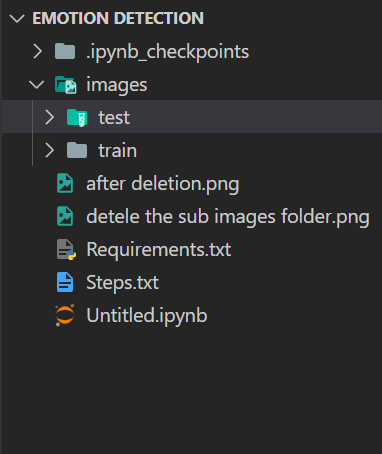 EMOTION DETECTION
.ipynb_checkpoints
images
test
train
after deletion.png
detele the sub images folder.png
Requirements.txt
Steps.txt
Untitled.ipynb